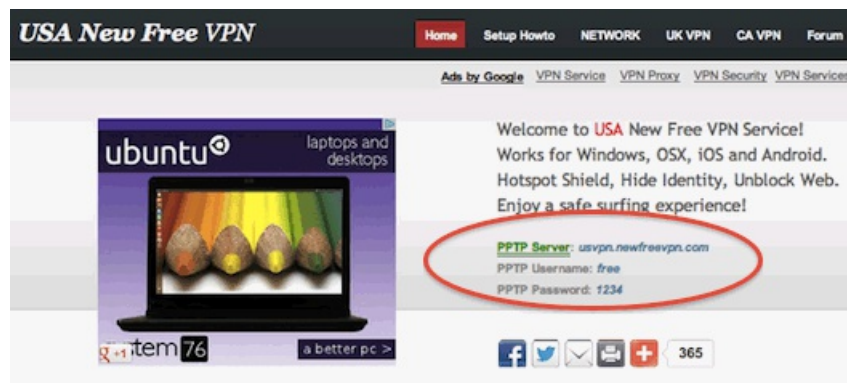 USA New Free VPN
Home Setup Howto NETWORK UK VPN CA VPN Forum
Ads by Google VPN Service VPN Proxy VPN Security VPN Services
ubuntu
laptops and
desktops
system 76
a better pc >
g +1
Welcome to USA New Free VPN Service!
Works for Windows, OSX, iOS and Android.
Hotspot Shield, Hide Identity, Unblock Web.
Enjoy a safe surfing experience!
PPTP Server: usvpn.newfreevpn.com
PPTP Username: free
PPTP Password: 1234
365